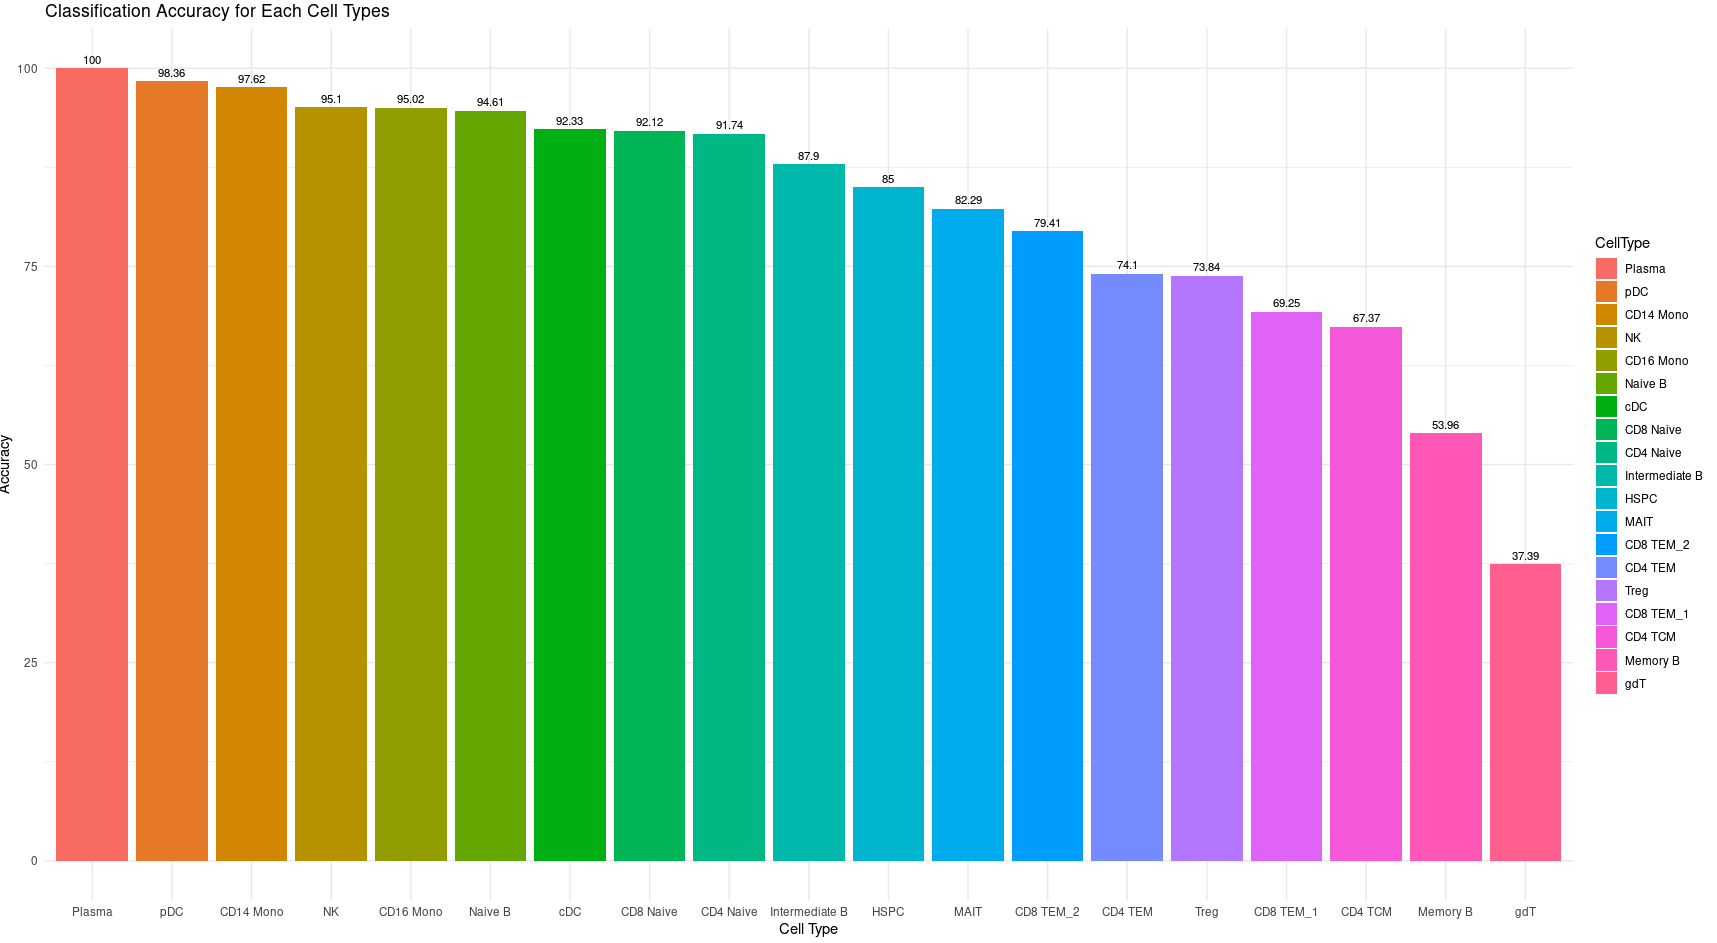 Classification Accuracy for Each Cell Types
100
98.36
97.62
95.1
95.02
94.61
92.33
92.12
91.74
87.9
85
82.29
79.41
74.1
73.84
69.25
67.37
53.96
37.39
100
75
50
25
0
Accuracy
Plasma
pDC
CD14 Mono
NK
CD16 Mono
Naive B
cDC
CD8 Naive
CD4 Naive
Intermediate B
HSPC
MAIT
CD8 TEM_2
CD4 TEM
Treg
CD8 TEM_1
CD4 TCM
Memory B
gdT
Cell Type
CellType
Plasma
pDC
CD14 Mono
NK
CD16 Mono
Naive B
cDC
CD8 Naive
CD4 Naive
Intermediate B
HSPC
MAIT
CD8 TEM_2
CD4 TEM
Treg
CD8 TEM_1
CD4 TCM
Memory B
gdT